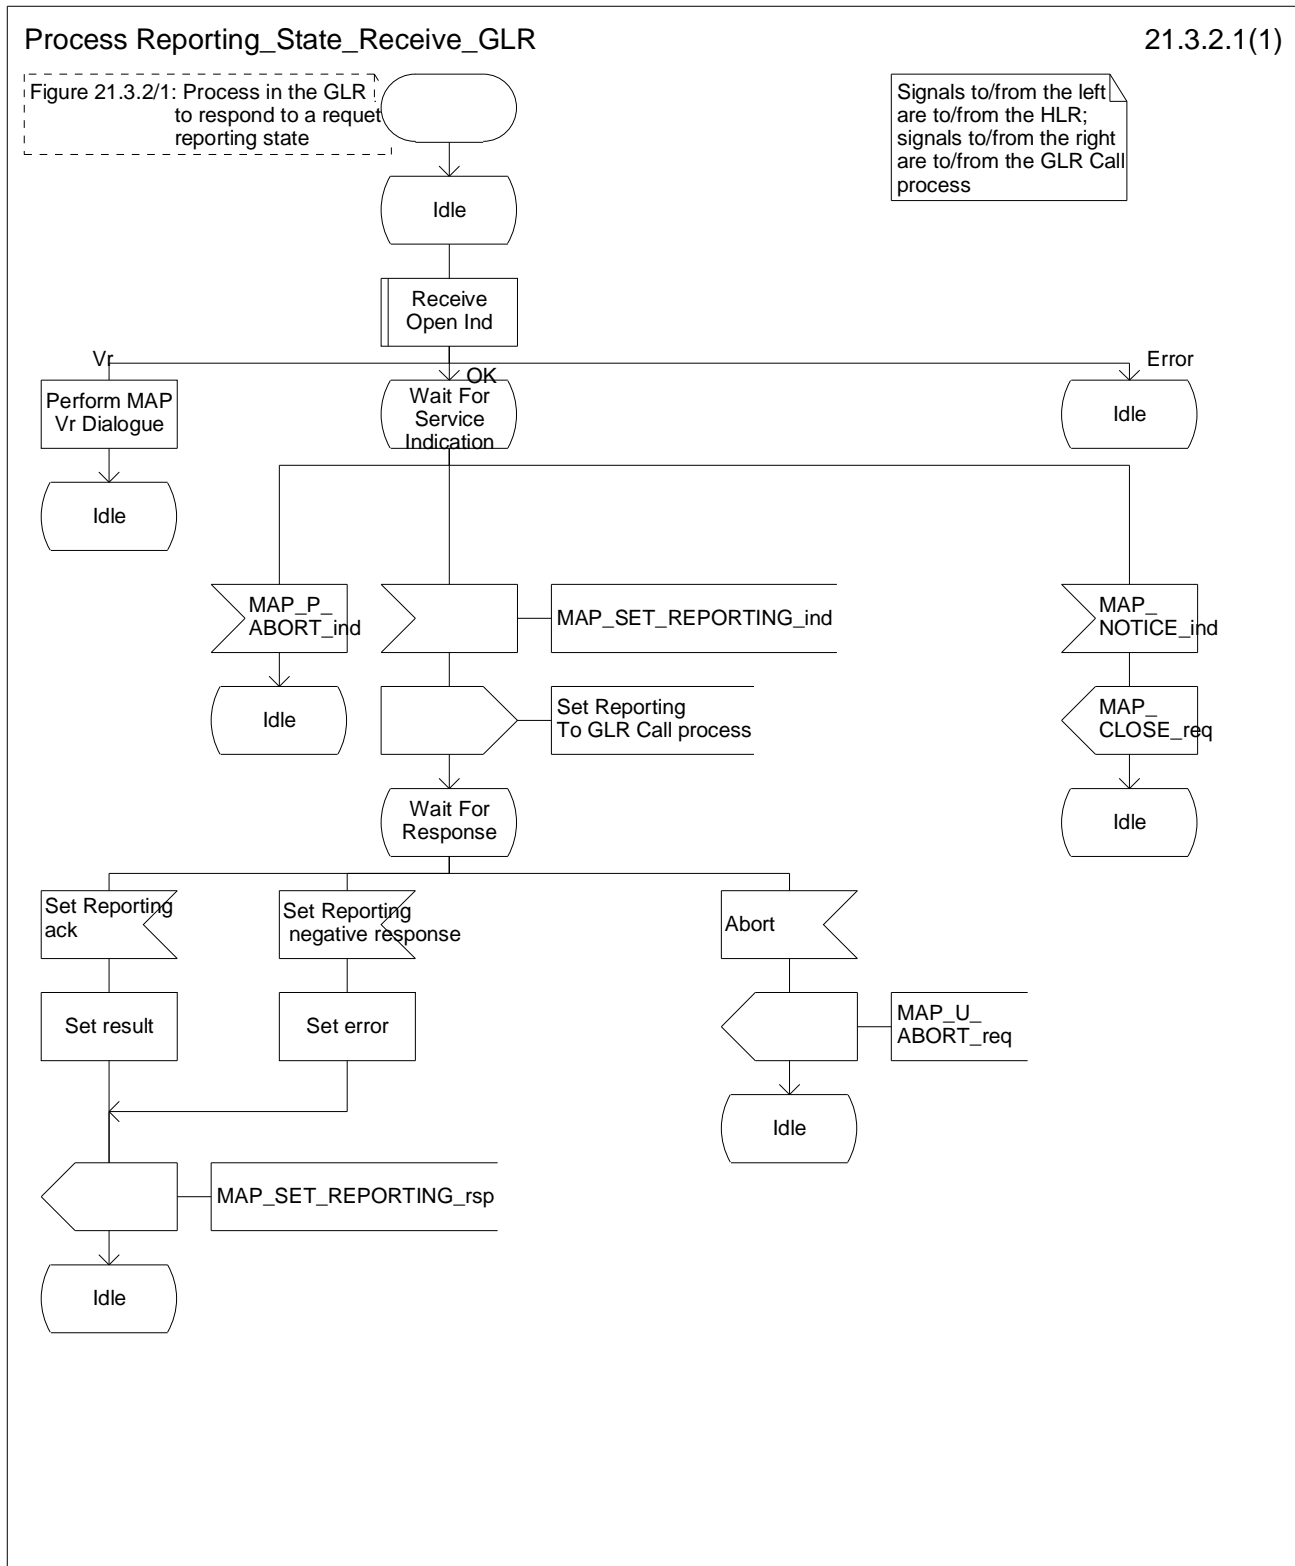 Process Reporting_State_Receive_GLR
21.3.2.1(1)
Figure 21.3.2/1: Process in the GLR
to respond to a requet
reporting state
Signals to/from the left
are to/from the HLR;
signals to/from the right
are to/from the GLR Call
process
Idle
Receive
Open Ind
Vr
OK
Error
Perform MAP
Vr Dialogue
Wait For
Service
Indication
Idle
Idle
MAP_P_
ABORT_ind
MAP_SET_REPORTING_ind
MAP_
NOTICE_ind
Idle
Set Reporting
To GLR Call process
MAP_
CLOSE_req
Wait For
Response
Idle
Set Reporting
ack
Set Reporting
negative response
Abort
Set result
Set error
MAP_U_
ABORT_req
Idle
MAP_SET_REPORTING_rsp
Idle